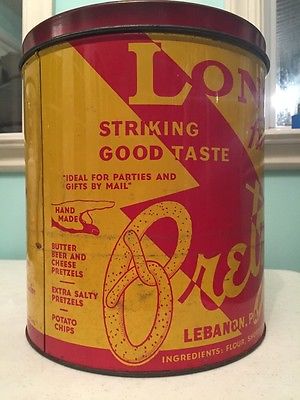 LON
STRIKING
GOOD TASTE
"IDEAL FOR PARTIES AND
GIFTS BY MAIL"
HAND
MADE
BUTTER
BEER AND
CHEESE
PRETZELS
EXTRA SALTY
PRETZELS
POTATO
CHIPS
Pret
LEBANON, P
INGREDIENTS: FLOUR, SH